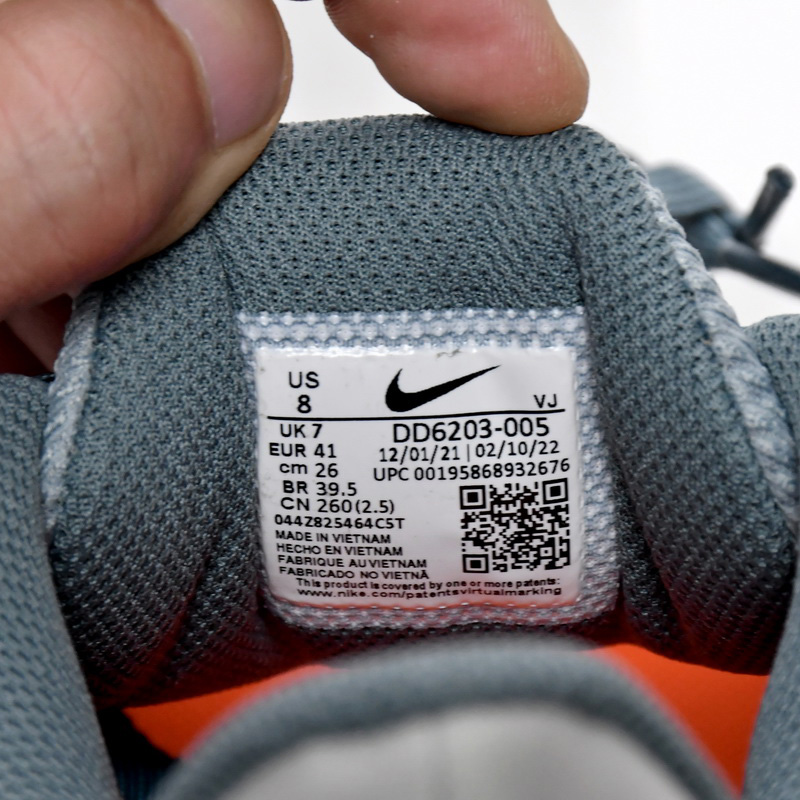 US
8
VJ
UK 7
DD6203-005
EUR 41
12/01/21 | 02/10/22
cm 26
UPC 00195868932676
BR 39.5
CN 260(2.5)
044Z825464C5T
MADE IN VIETNAM
HECHO EN VIETNAM
FABRIQUE AU VIETNAM
FABRICADO NO VIETNÃ
This product is covered by one or more patents:
www.nike.com/patentsvirtualmarking